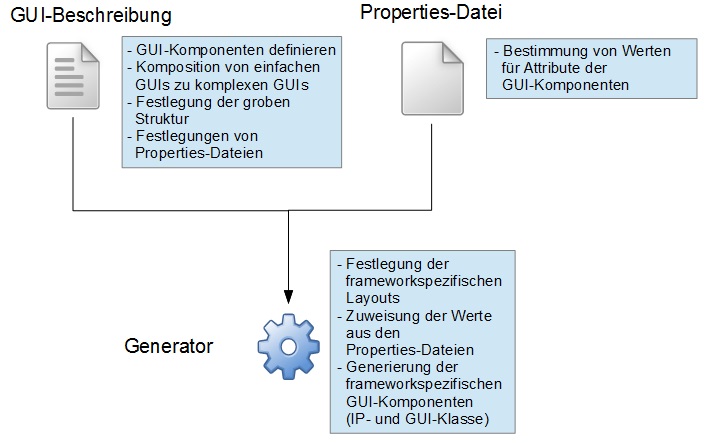 GUI-Beschreibung
- GUI-Komponenten definieren
- Komposition von einfachen
GUIs zu komplexen GUIs
- Festlegung der groben
Struktur
- Festlegungen von
Properties-Dateien
Properties-Datei
- Bestimmung von Werten
für Attribute der
GUI-Komponenten
Generator
- Festlegung der
frameworkspezifischen
Layouts
- Zuweisung der Werte
aus den
Properties-Dateien
- Generierung der
frameworkspezifischen
GUI-Komponenten
(IP- und GUI-Klasse)